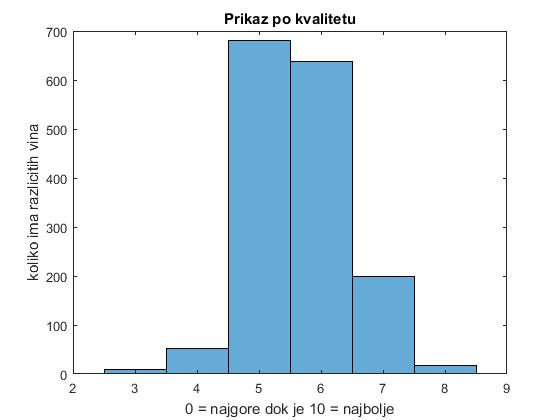 Prikaz po kvalitetu
700
600
500
400
300
200
100
0
koliko ima razlicitih vina
2 3 4 5 6 7 8 9
0 = najgore dok je 10 = najbolje